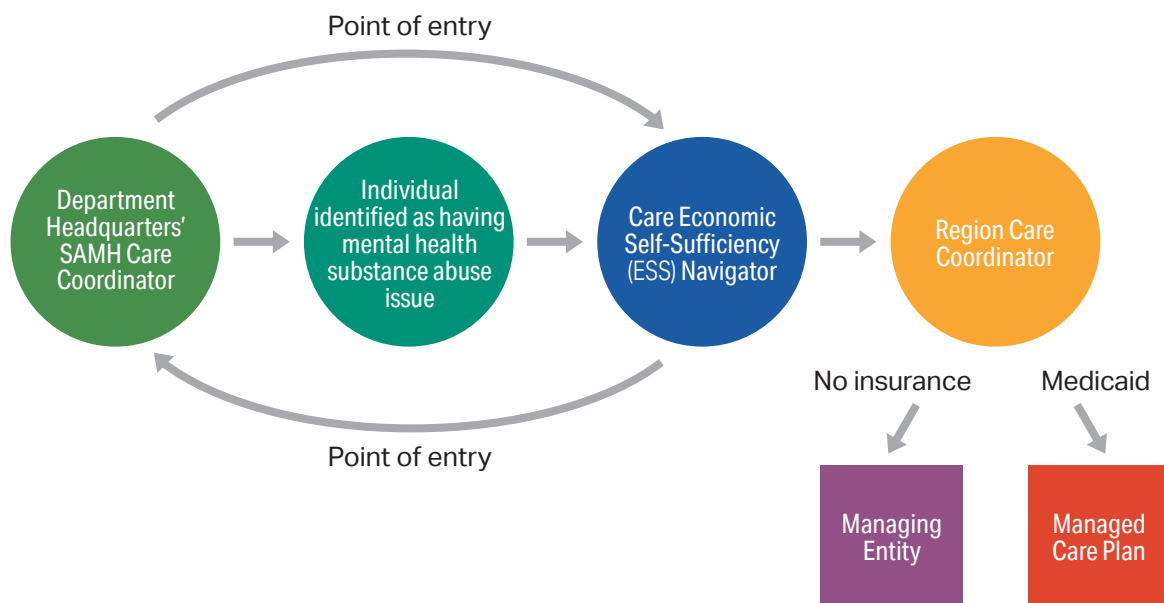 Point of entry
Department
Headquarters’
SAMH Care
Coordinator
Individual
identified as having
mental health
substance abuse
issue
Care Economic
Self-Sufficiency
(ESS) Navigator
Region Care
Coordinator
No insurance
Medicaid
Point of entry
Managing
Entity
Managed
Care Plan